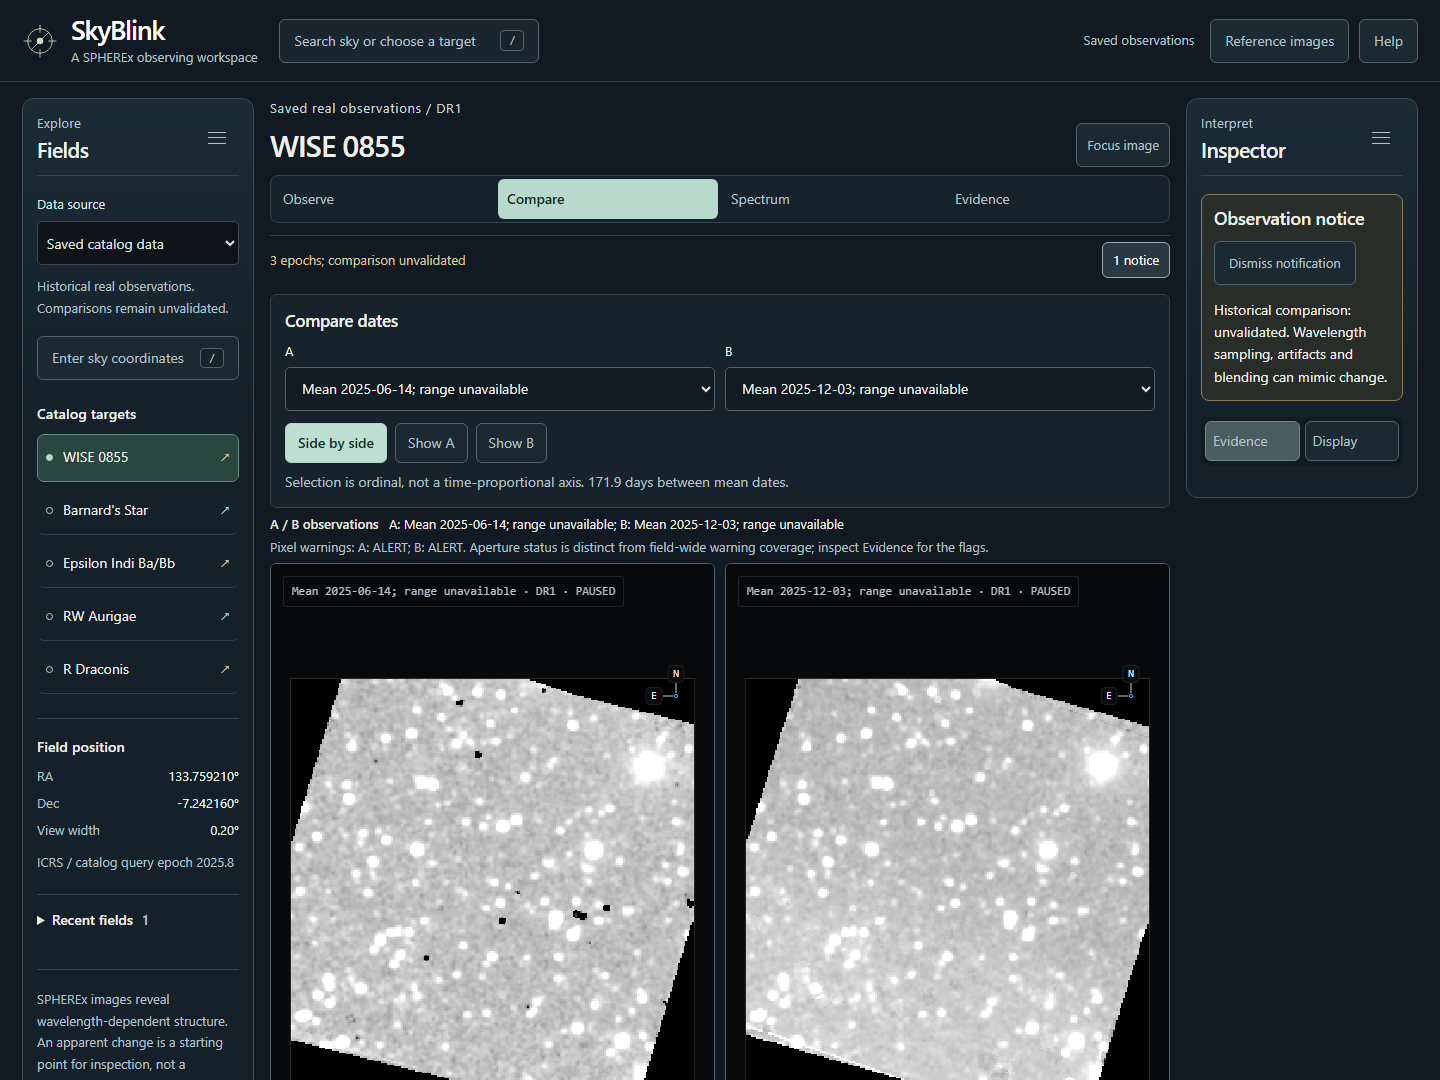 SkyBlink
A SPHEREx observing workspace
Search sky or choose a target /
Saved observations
Reference images
Help
Explore
Fields
Data source
Saved catalog data
Historical real observations.
Comparisons remain unvalidated.
Enter sky coordinates /
Catalog targets
WISE 0855 ↗
Barnard's Star ↗
Epsilon Indi Ba/Bb ↗
RW Aurigae ↗
R Draconis ↗
Field position
RA 133.759210°
Dec -7.242160°
View width 0.20°
ICRS / catalog query epoch 2025.8
Recent fields 1
SPHEREx images reveal
wavelength-dependent structure.
An apparent change is a starting
point for inspection, not a
Saved real observations / DR1
WISE 0855
Focus image
Observe
Compare
Spectrum
Evidence
3 epochs; comparison unvalidated
1 notice
Compare dates
A
B
Mean 2025-06-14; range unavailable
Mean 2025-12-03; range unavailable
Side by side
Show A
Show B
Selection is ordinal, not a time-proportional axis. 171.9 days between mean dates.
A / B observations A: Mean 2025-06-14; range unavailable; B: Mean 2025-12-03; range unavailable
Pixel warnings: A: ALERT; B: ALERT. Aperture status is distinct from field-wide warning coverage; inspect Evidence for the flags.
Mean 2025-06-14; range unavailable · DR1 · PAUSED
N
E
Mean 2025-12-03; range unavailable · DR1 · PAUSED
N
E
Interpret
Inspector
Observation notice
Dismiss notification
Historical comparison:
unvalidated. Wavelength
sampling, artifacts and
blending can mimic change.
Evidence
Display